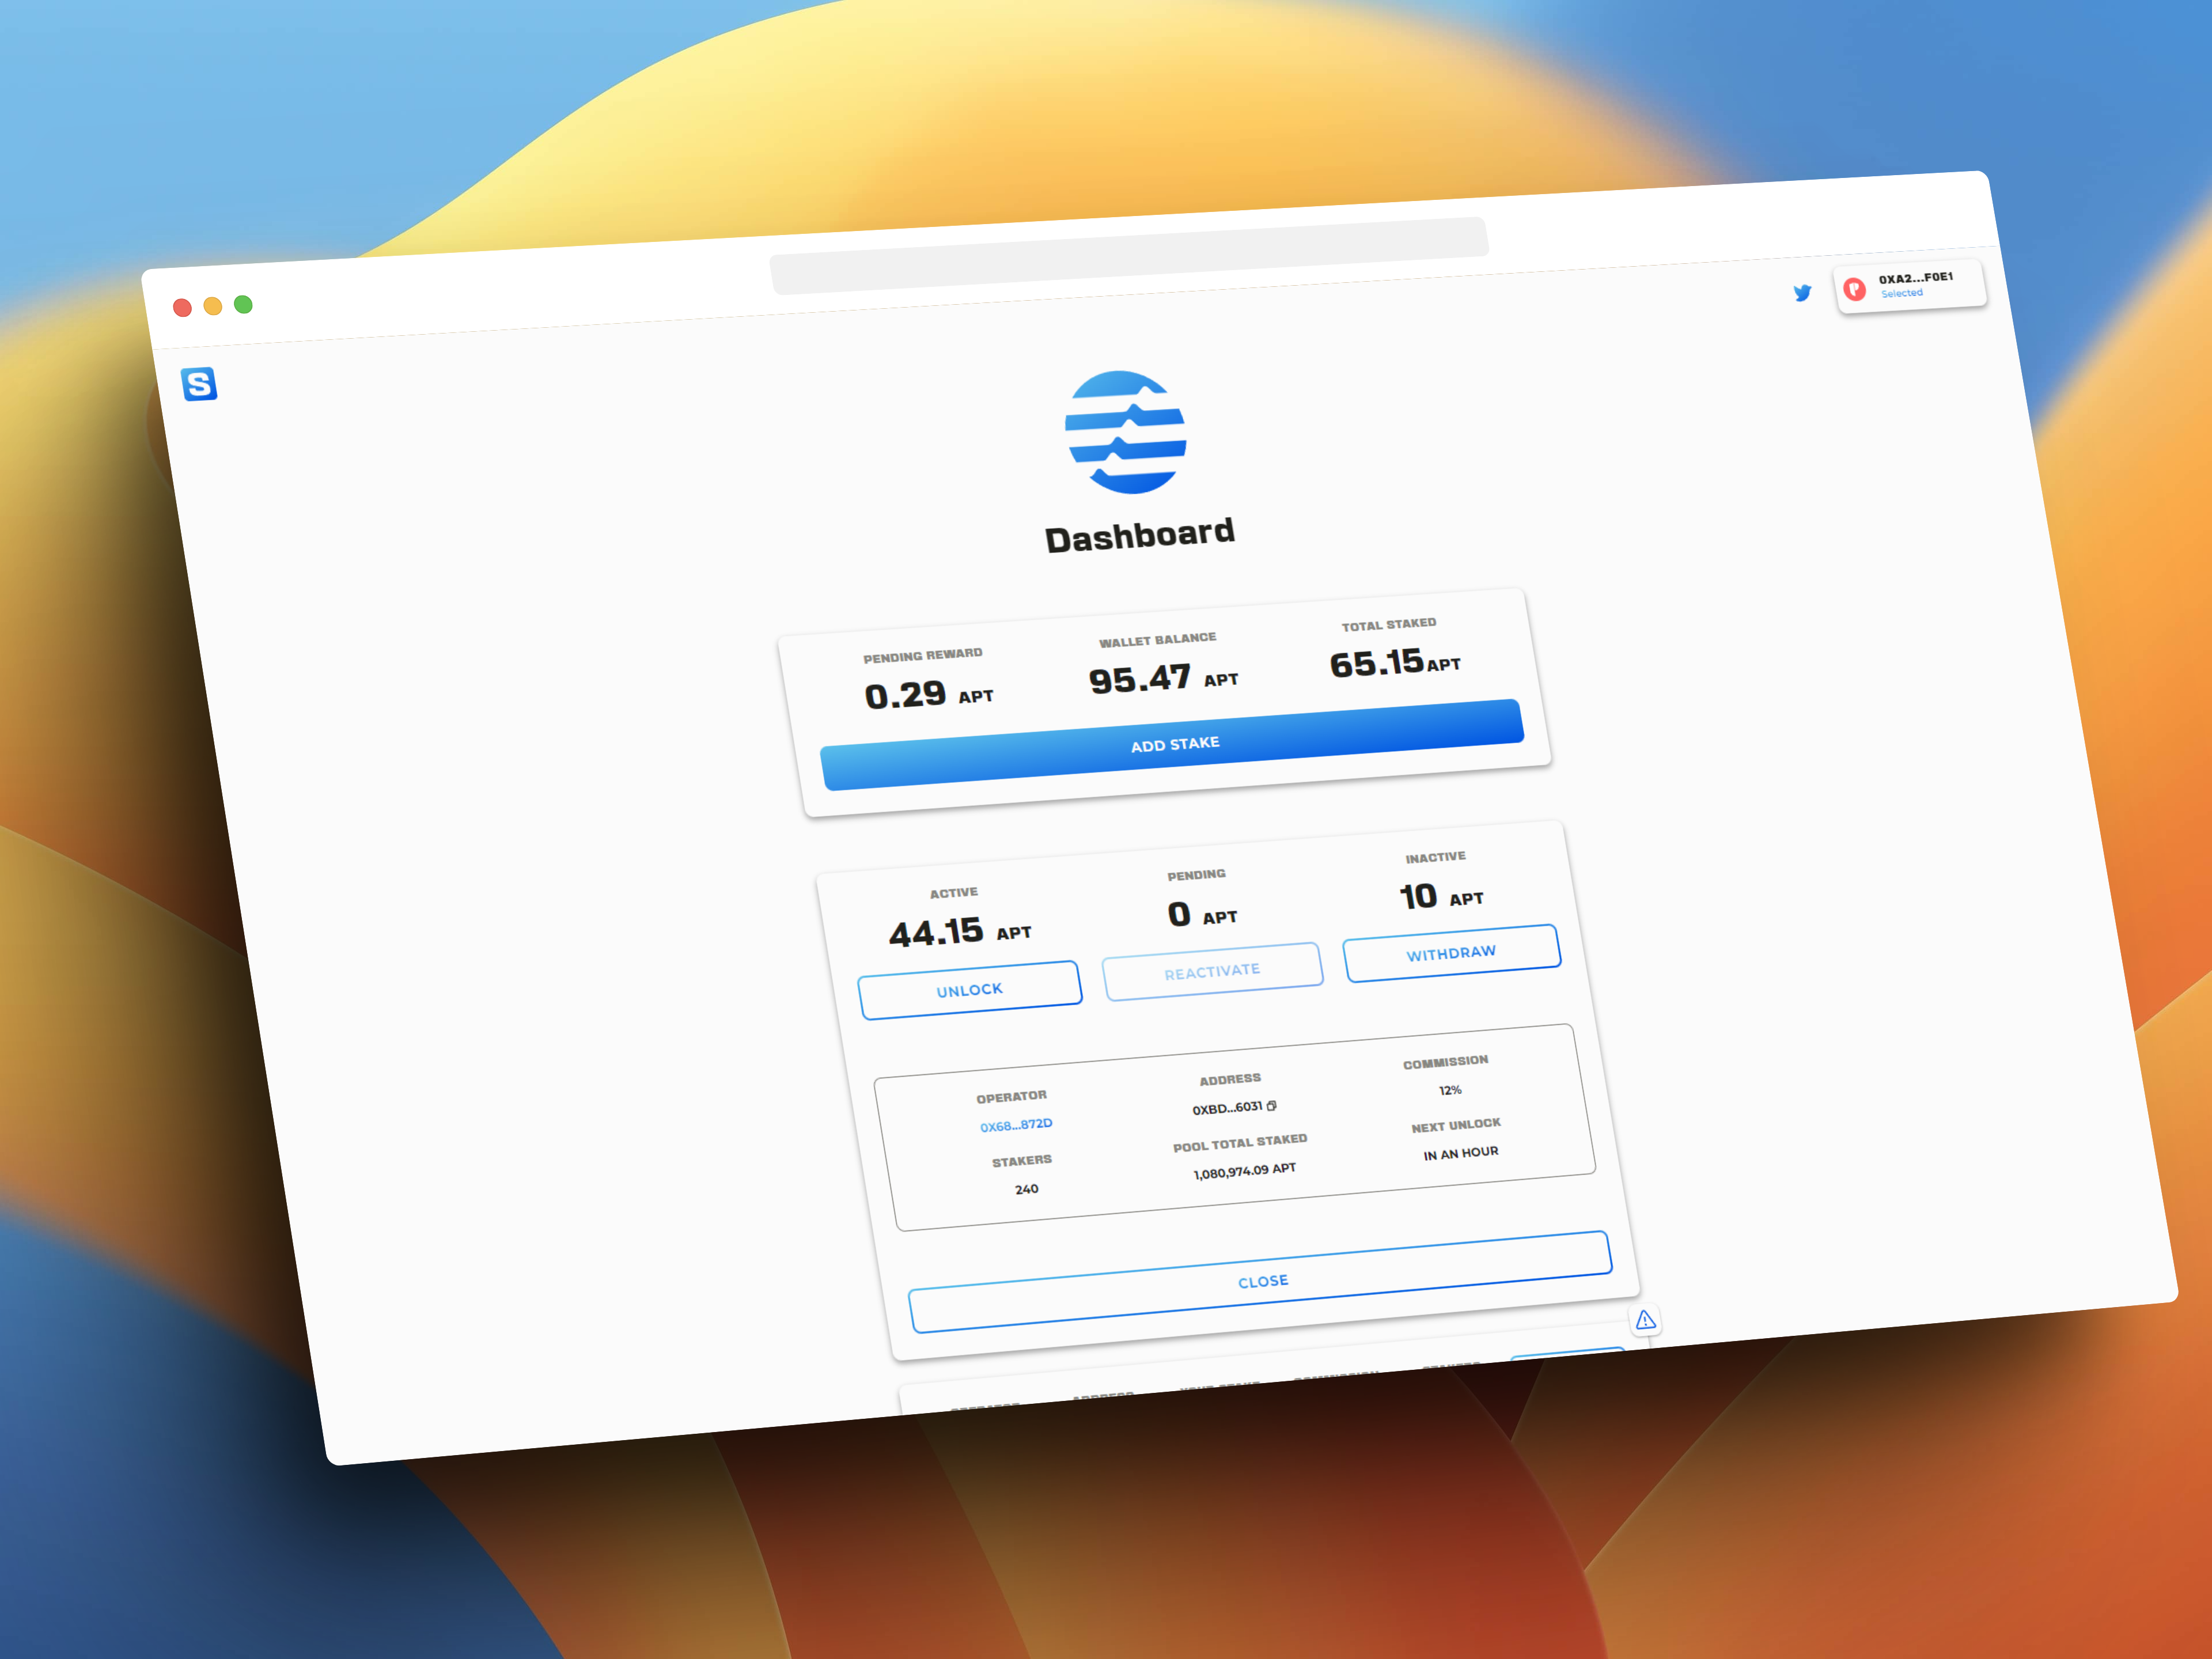 S
0XA2...F0E1
Selected
Dashboard
PENDING REWARD
WALLET BALANCE
TOTAL STAKED
0.29 APT
95.47 APT
65.15 APT
ADD STAKE
ACTIVE
PENDING
INACTIVE
44.15 APT
0 APT
10 APT
UNLOCK
REACTIVATE
WITHDRAW
OPERATOR
ADDRESS
COMMISSION
0X68...872D
0XBD...6031
12%
STAKERS
POOL TOTAL STAKED
NEXT UNLOCK
240
1,080,974.09 APT
IN AN HOUR
CLOSE